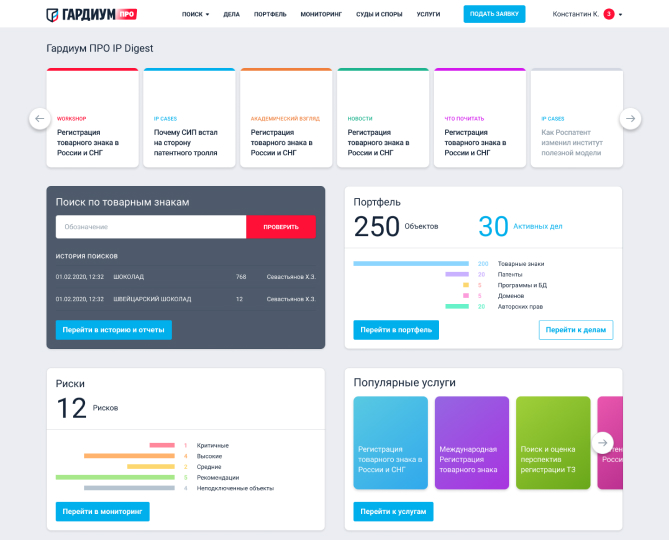 ГАРДИУМ ПРО
ПОИСК
ДЕЛА
ПОРТФЕЛЬ
МОНИТОРИНГ
СУДЫ И СПОРЫ
УСЛУГИ
ПОДАТЬ ЗАЯВКУ
Константин К. 3
Гардиум ПРО IP Digest
WORKSHOP
Регистрация
товарного знака в
России и СНГ
IP CASES
Почему СИП встал
на сторону
патентного тролля
АКАДЕМИЧЕСКИЙ ВЗГЛЯД
Регистрация
товарного знака в
России и СНГ
НОВОСТИ
Регистрация
товарного знака в
России и СНГ
ЧТО ПОЧИТАТЬ
Регистрация
товарного знака в
России и СНГ
IP CASES
Как Роспатент
изменил институт
полезной модели
Поиск по товарным знакам
Обозначение
ПРОВЕРИТЬ
ИСТОРИЯ ПОИСКОВ
01.02.2020, 12:32 ШОКОЛАД 768 Севастьянов Х.З.
01.02.2020, 12:32 ШВЕЙЦАРСКИЙ ШОКОЛАД 12 Севастьянов Х.З.
Перейти в историю и отчеты
Портфель
250 Объектов 30 Активных дел
200 Товарные знаки
20 Патенты
5 Программы и БД
5 Доменов
20 Авторских прав
Перейти в портфель
Перейти к делам
Риски
12 Рисков
1 Критичные
4 Высокие
2 Средние
5 Рекомендации
4 Неподключенные объекты
Перейти в мониторинг
Популярные услуги
Регистрация
товарного знака в
России и СНГ
Международная
Регистрация
товарного знака
Поиск и оценка
перспектив
регистрации ТЗ
Перейти к услугам